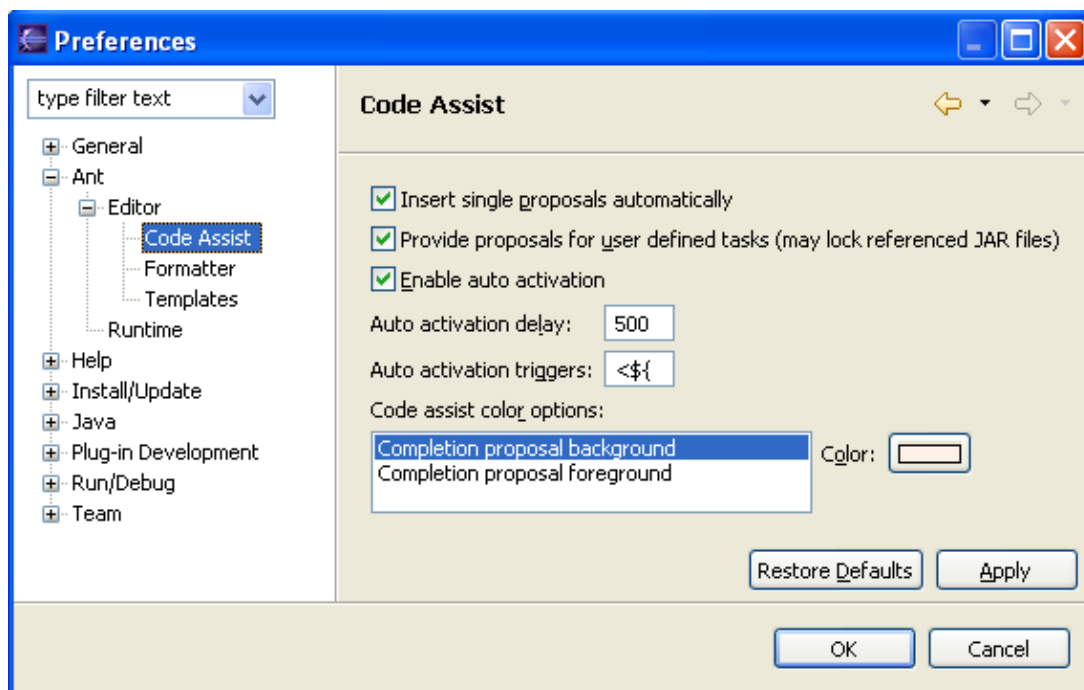 Preferences
type filter text
General
Ant
Editor
Code Assist
Formatter
Templates
Runtime
Help
Install/Update
Java
Plug-in Development
Run/Debug
Team
Code Assist
Insert single proposals automatically
Provide proposals for user defined tasks (may lock referenced JAR files)
Enable auto activation
Auto activation delay: 500
Auto activation triggers: <${
Code assist color options:
Completion proposal background
Completion proposal foreground
Color:
Restore Defaults Apply
OK Cancel